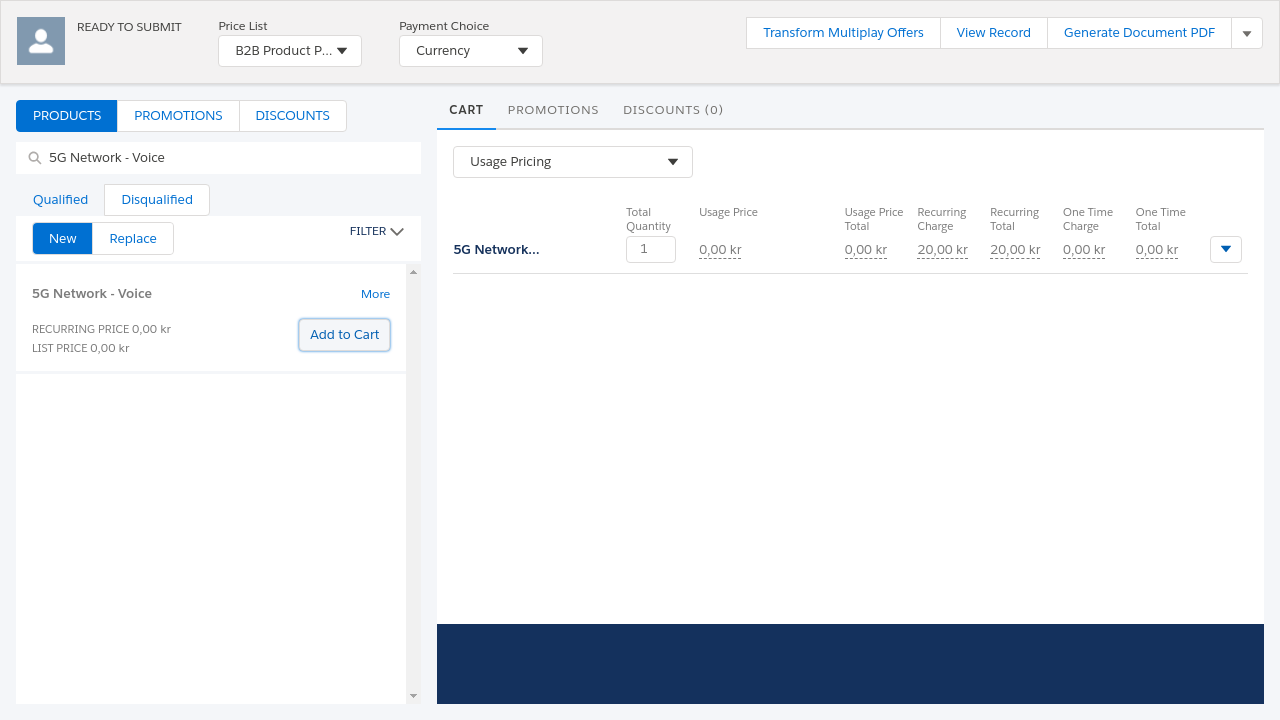 READY TO SUBMIT
Price List
B2B Product P...
Payment Choice
Currency
Transform Multiplay Offers
View Record
Generate Document PDF
PRODUCTS
PROMOTIONS
DISCOUNTS
5G Network - Voice
Qualified
Disqualified
New
Replace
FILTER
5G Network - Voice
More
RECURRING PRICE 0,00 kr
LIST PRICE 0,00 kr
Add to Cart
CART
PROMOTIONS
DISCOUNTS (0)
Usage Pricing
Total Quantity
Usage Price
Usage Price Total
Recurring Charge
Recurring Total
One Time Charge
One Time Total
5G Network...
1
0,00 kr
0,00 kr
20,00 kr
20,00 kr
0,00 kr
0,00 kr